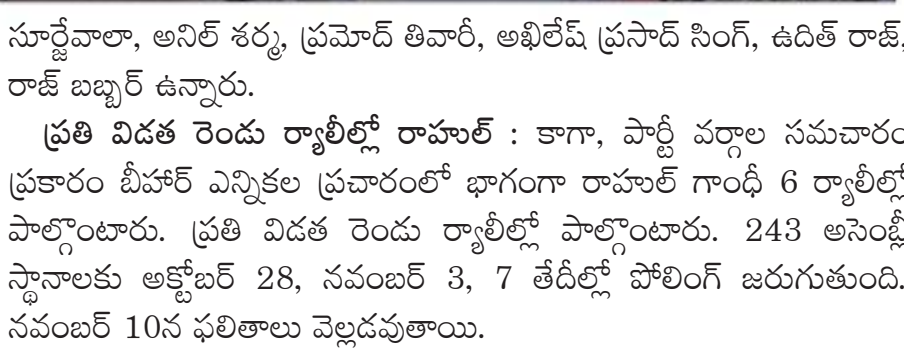 సూర్జేవాలా, అనిల్ శర్మ, ప్రమోద్ తివారీ, అఖిలేష్ ప్రసాద్ సింగ్, ఉదిత్ రాజ్,
రాజ్ బబ్బర్ ఉన్నారు.
ప్రతి విడత రెండు ర్యాలీల్లో రాహుల్ : కాగా, పార్టీ వర్గాల సమచారం
ప్రకారం బీహార్ ఎన్నికల ప్రచారంలో భాగంగా రాహుల్ గాంధీ 6 ర్యాలీల్లో
పాల్గొంటారు. ప్రతి విడత రెండు ర్యాలీల్లో పాల్గొంటారు. 243 అసెంబ్లీ
స్థానాలకు అక్టోబర్ 28, నవంబర్ 3, 7 తేదీల్లో పోలింగ్ జరుగుతుంది.
నవంబర్ 10న ఫలితాలు వెల్లడవుతాయి.